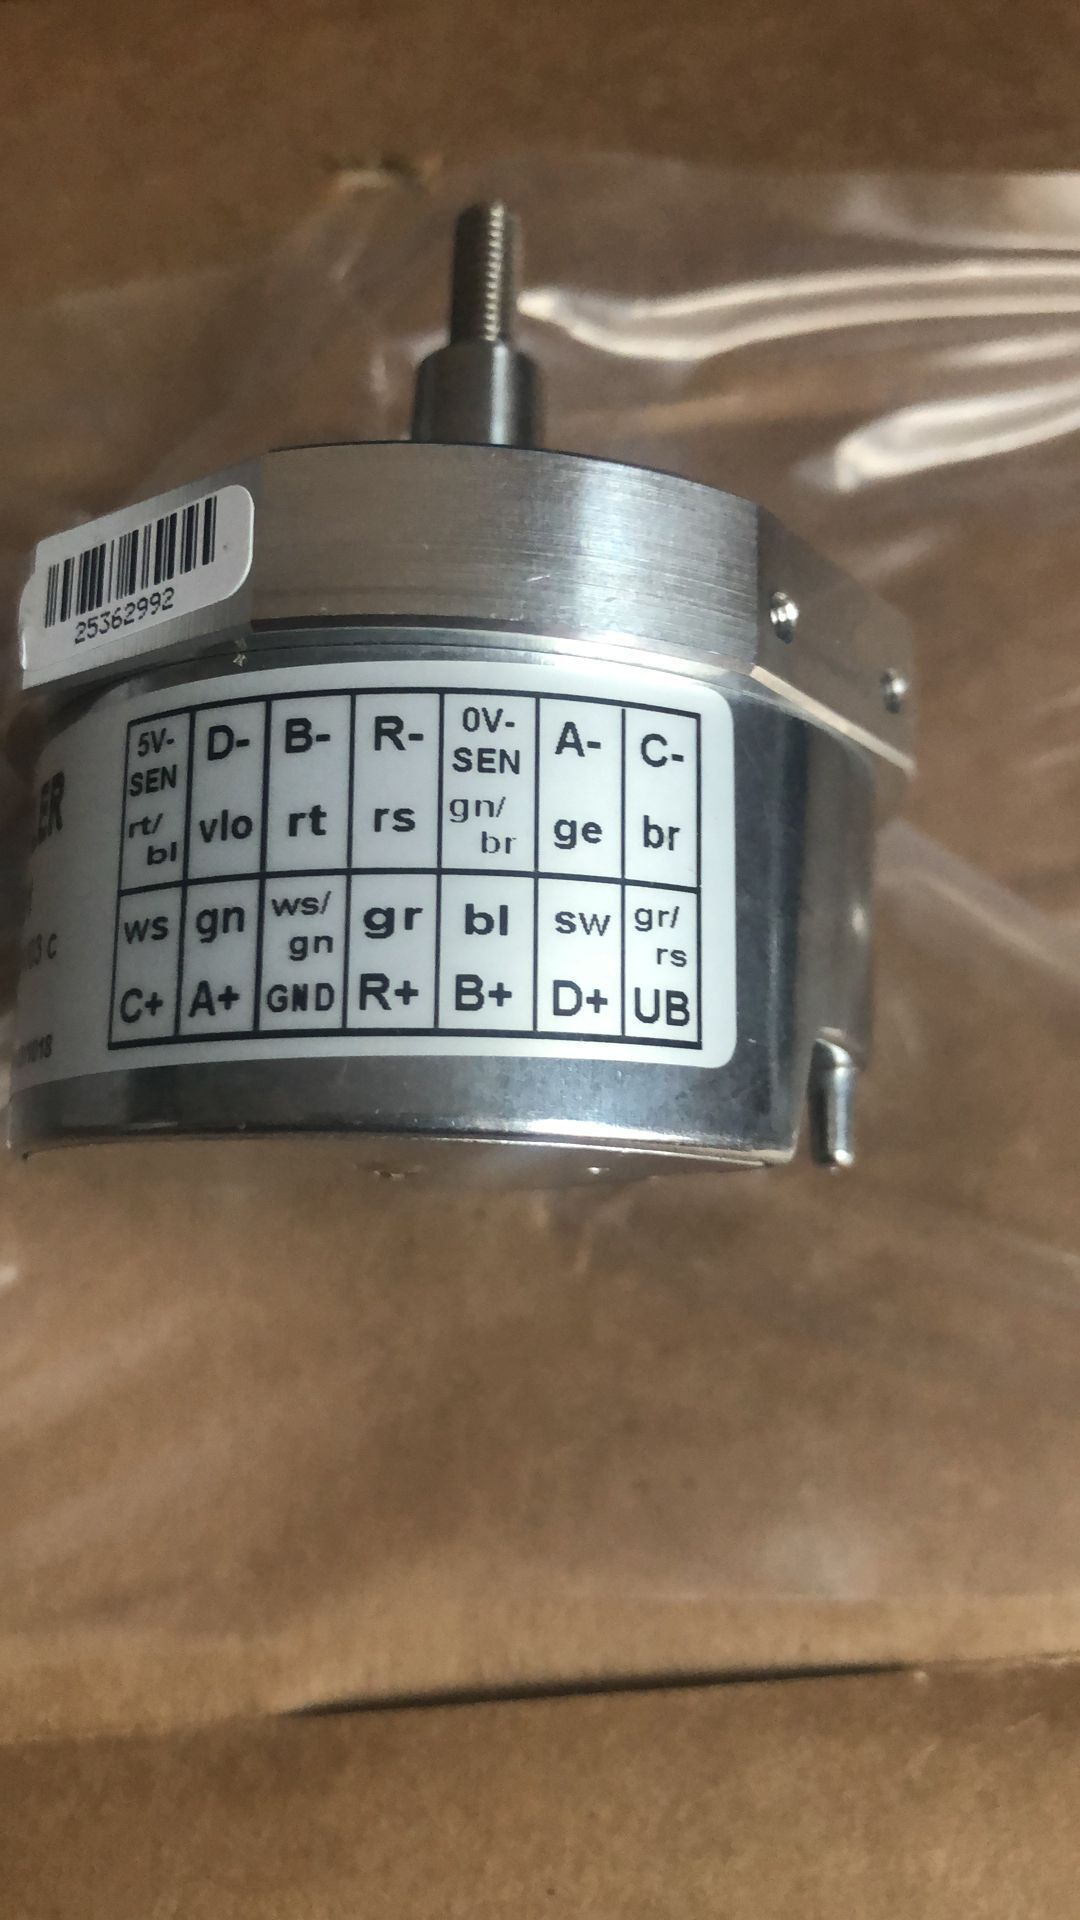 25362992
5V- D- B- R- 0V- A- C-
SEN SEN
rt/ vlo rt rs gn/ ge br
bl br
ws gn ws/ gr bl sw gr/
gn rs
C+ A+ GND R+ B+ D+ UB